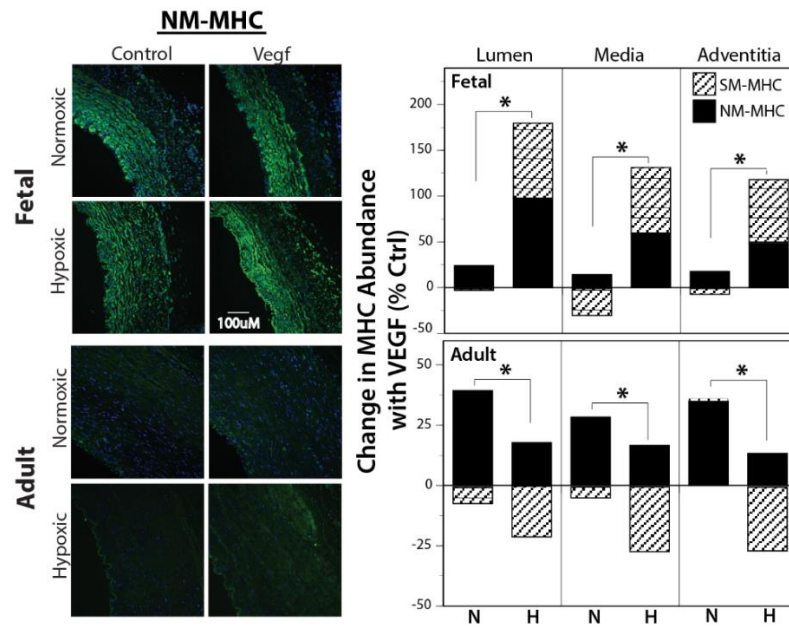 NM-MHC
Control Vegf
Fetal
Normoxic
Hypoxic
100uM
Adult
Normoxic
Hypoxic
Change in MHC Abundance
with VEGF (% Ctrl)
Lumen Media Adventitia
Fetal
SM-MHC
NM-MHC
200
150
100
50
0
-50
* * *
Adult
50
25
0
-25
-50
* * *
N H N H N H